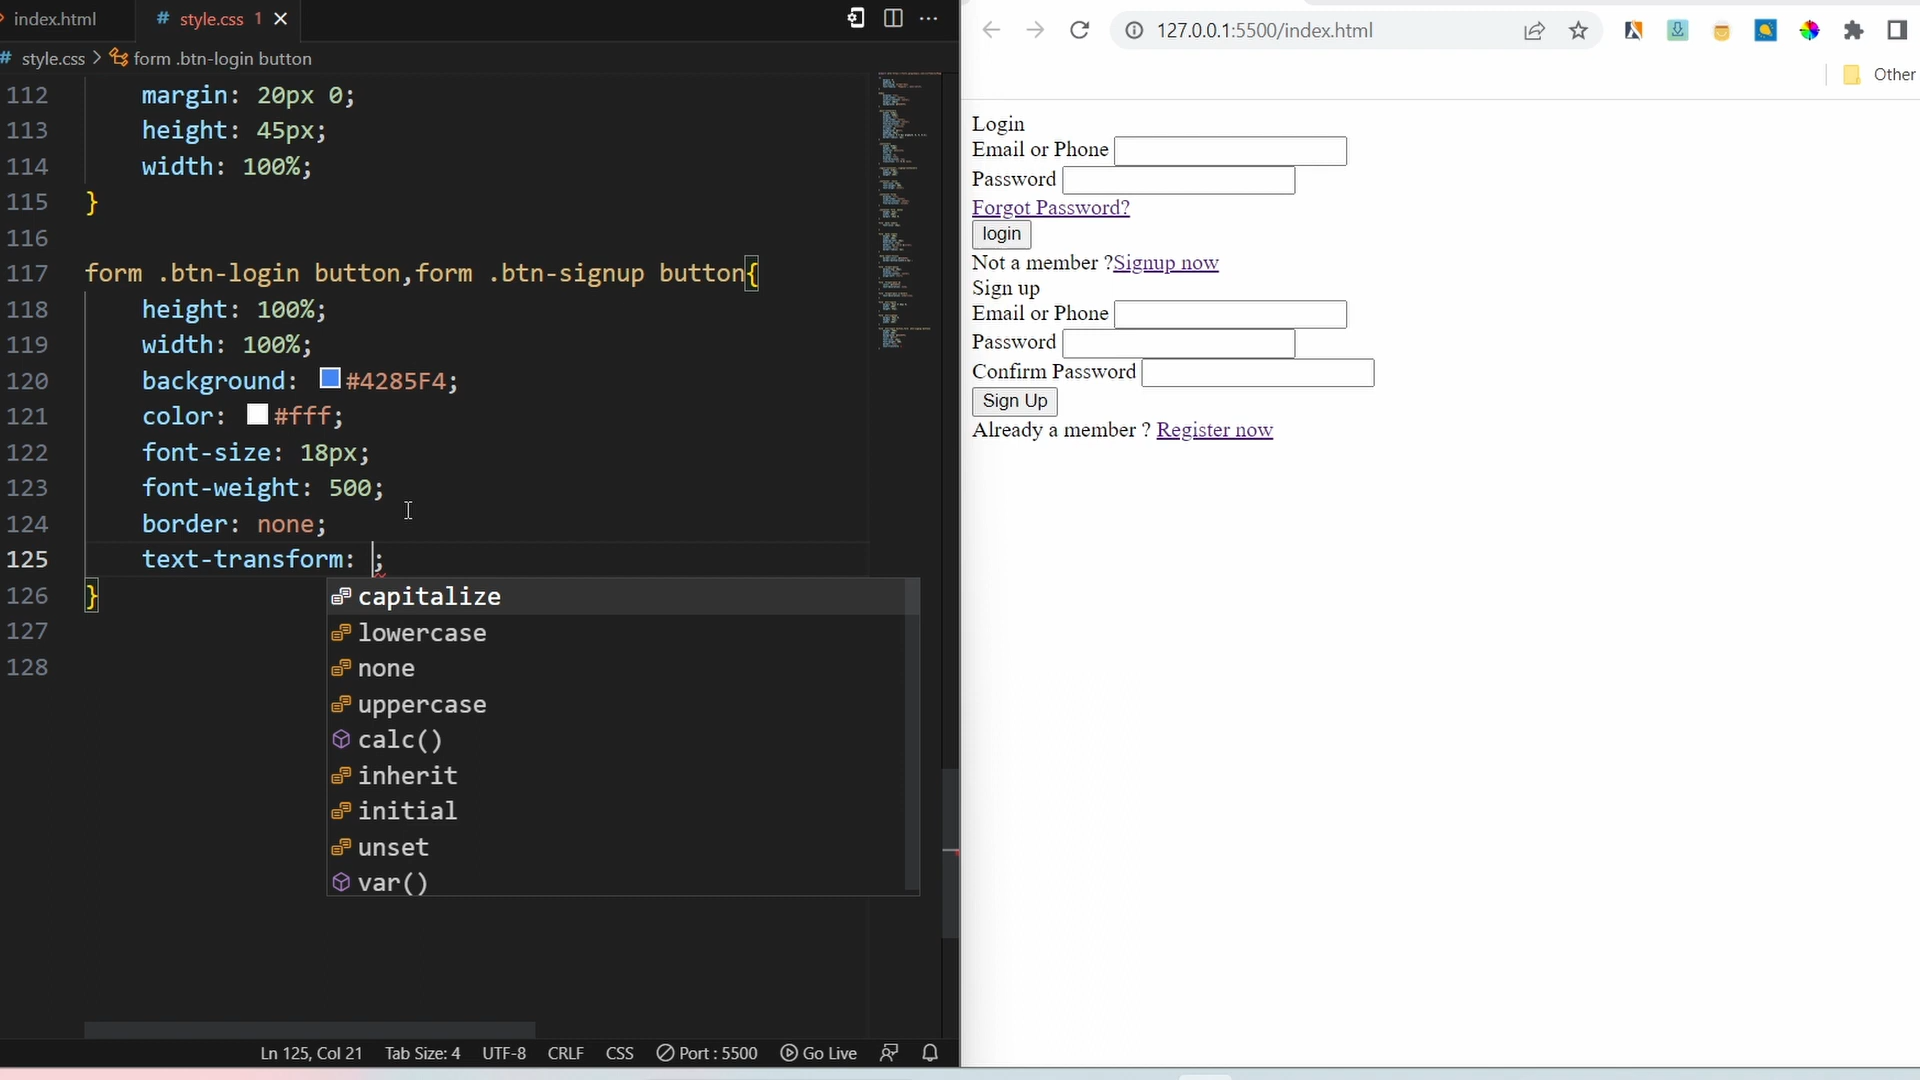 index.html
# style.css 1
# style.css > form .btn-login button
112 margin: 20px 0;
113 height: 45px;
114 width: 100%;
115 }
116
117 form .btn-login button,form .btn-signup button{
118 height: 100%;
119 width: 100%;
120 background: #4285F4;
121 color: #fff;
122 font-size: 18px;
123 font-weight: 500;
124 border: none;
125 text-transform: ;
126 }
127
128
capitalize
lowercase
none
uppercase
calc()
inherit
initial
unset
var()
Ln 125, Col 21 Tab Size: 4 UTF-8 CRLF CSS Port : 5500 Go Live
127.0.0.1:5500/index.html
Other
Login
Email or Phone
Password
Forgot Password?
login
Not a member ?Signup now
Sign up
Email or Phone
Password
Confirm Password
Sign Up
Already a member ? Register now